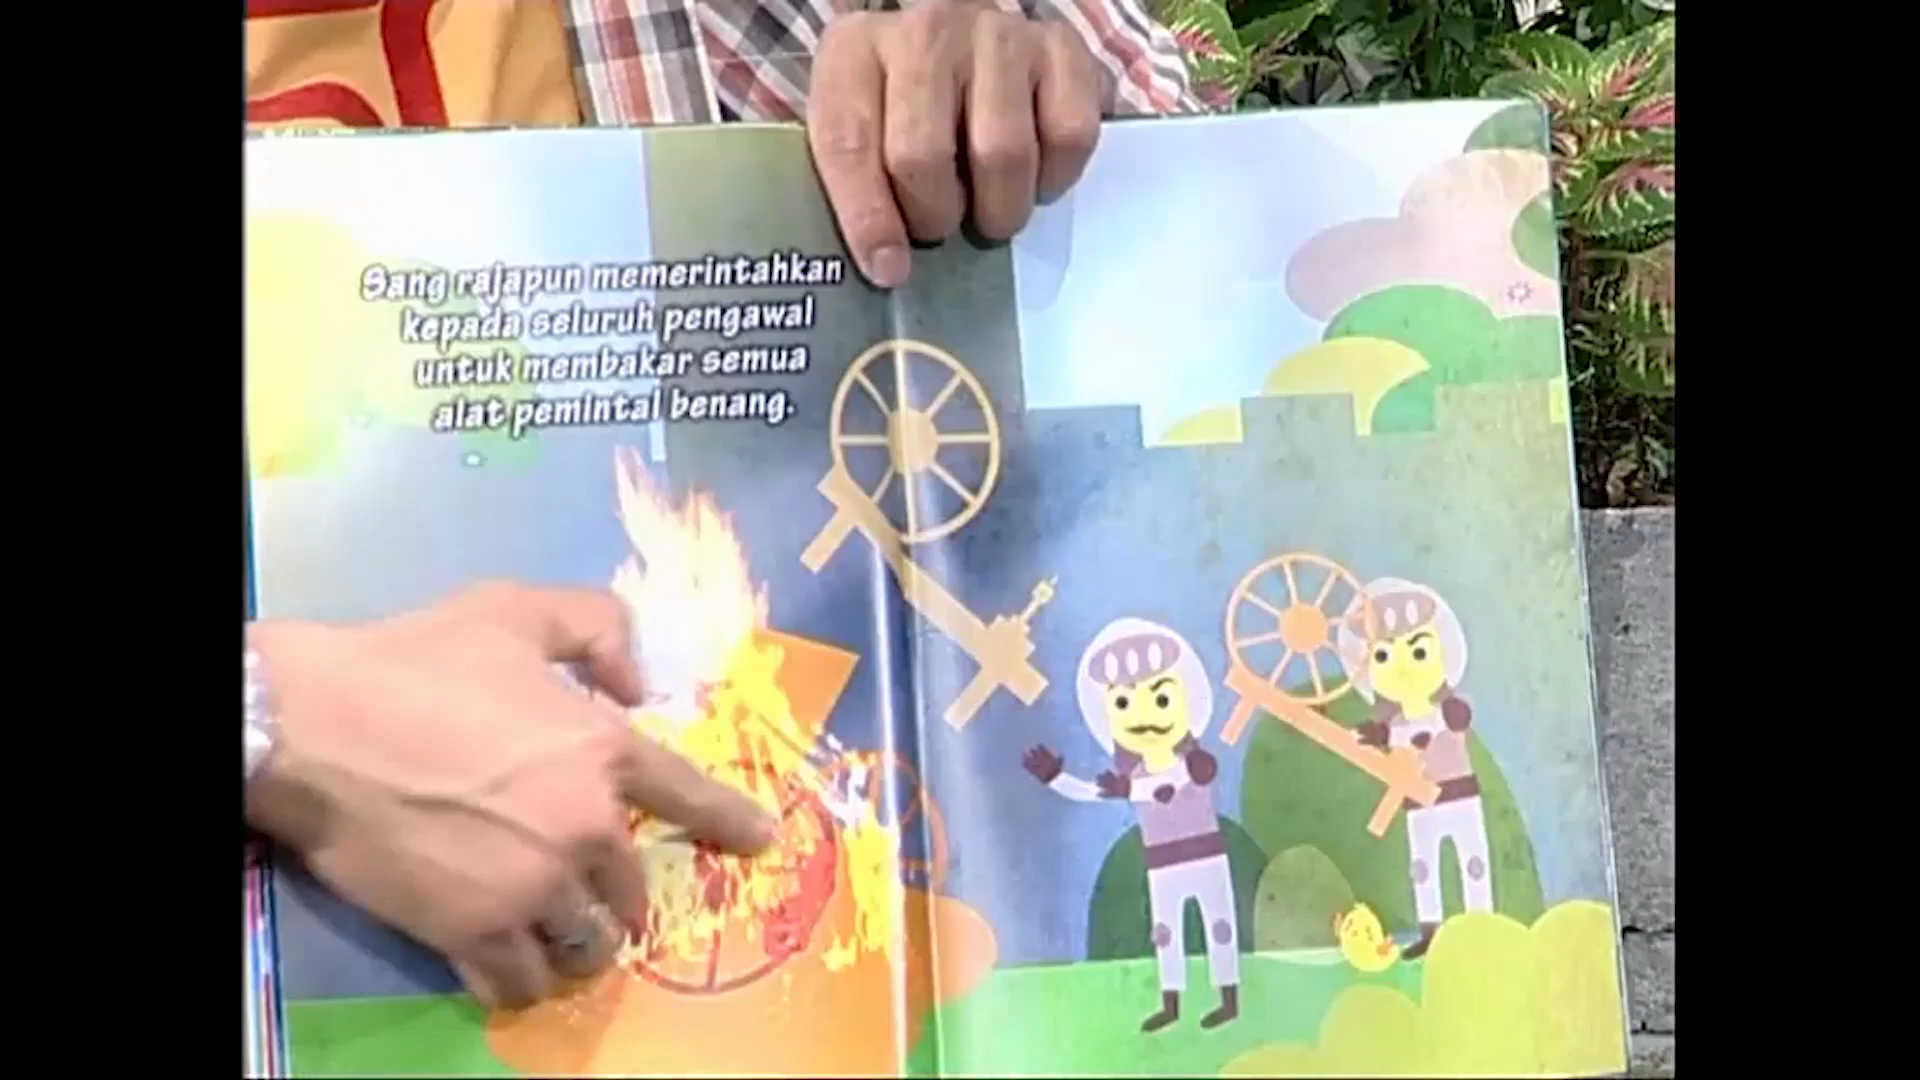 Sang rajapun memerintahkan
kepada seluruh pengawal
untuk membakar semua
alat pemintal benang.